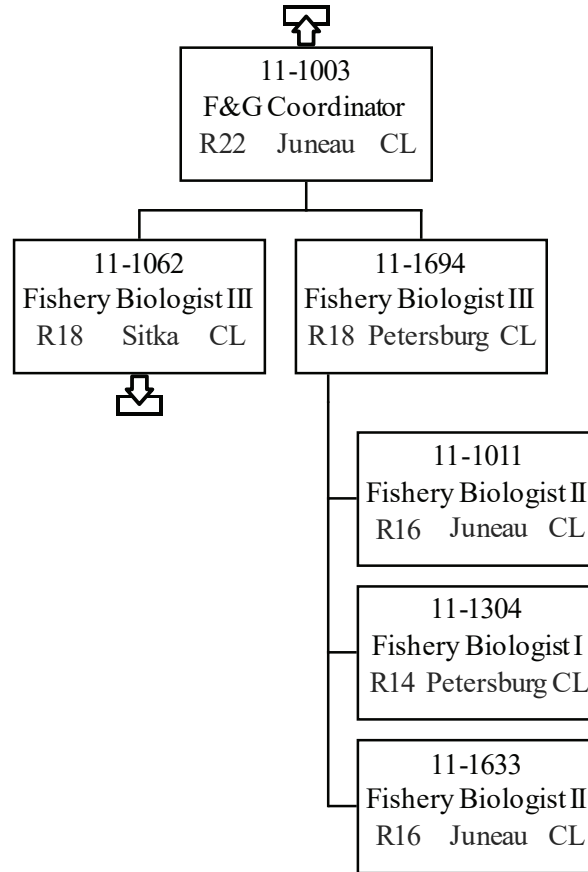 11-1003
F&G Coordinator
R22 Juneau CL
11-1062
Fishery Biologist III
R18 Sitka CL
11-1694
Fishery Biologist III
R18 Petersburg CL
11-1011
Fishery Biologist II
R16 Juneau CL
11-1304
Fishery Biologist I
R14 Petersburg CL
11-1633
Fishery Biologist II
R16 Juneau CL